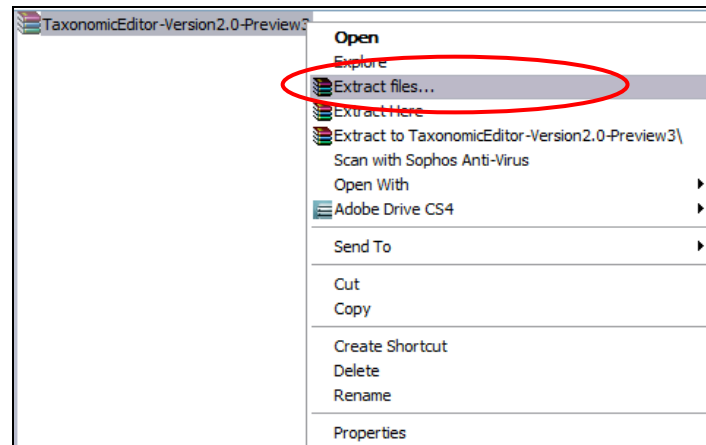 TaxonomicEditor-Version2.0-Preview3
Open
Explore
Extract files...
Extract Here
Extract to TaxonomicEditor-Version2.0-Preview3\
Scan with Sophos Anti-Virus
Open With
Adobe Drive CS4
Send To
Cut
Copy
Create Shortcut
Delete
Rename
Properties